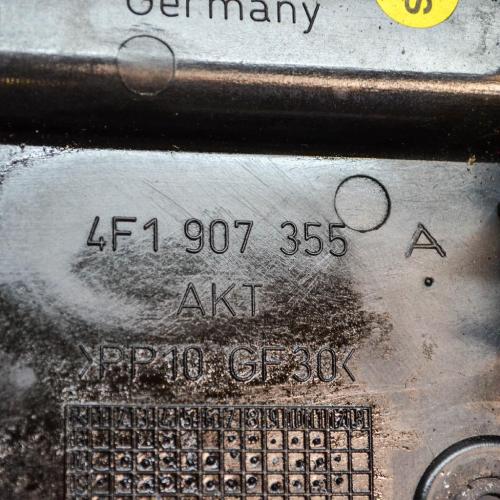 Germany
S
4F1 907 355 A
AKT
>PP10 GF30<